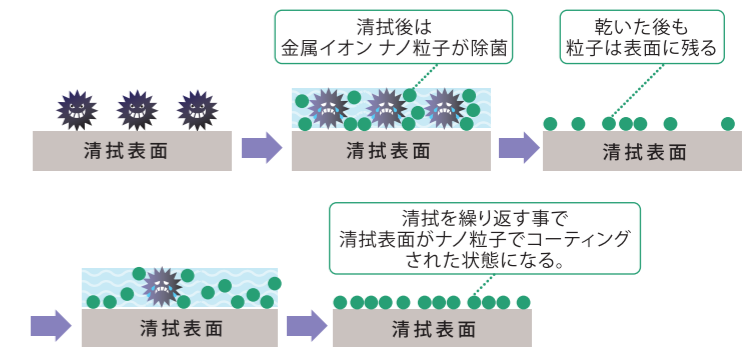 清拭後は
金属イオン ナノ粒子が除菌
乾いた後も
粒子は表面に残る
清拭表面
清拭表面
清拭表面
清拭を繰り返す事で
清拭表面がナノ粒子でコーティング
された状態になる。
清拭表面
清拭表面